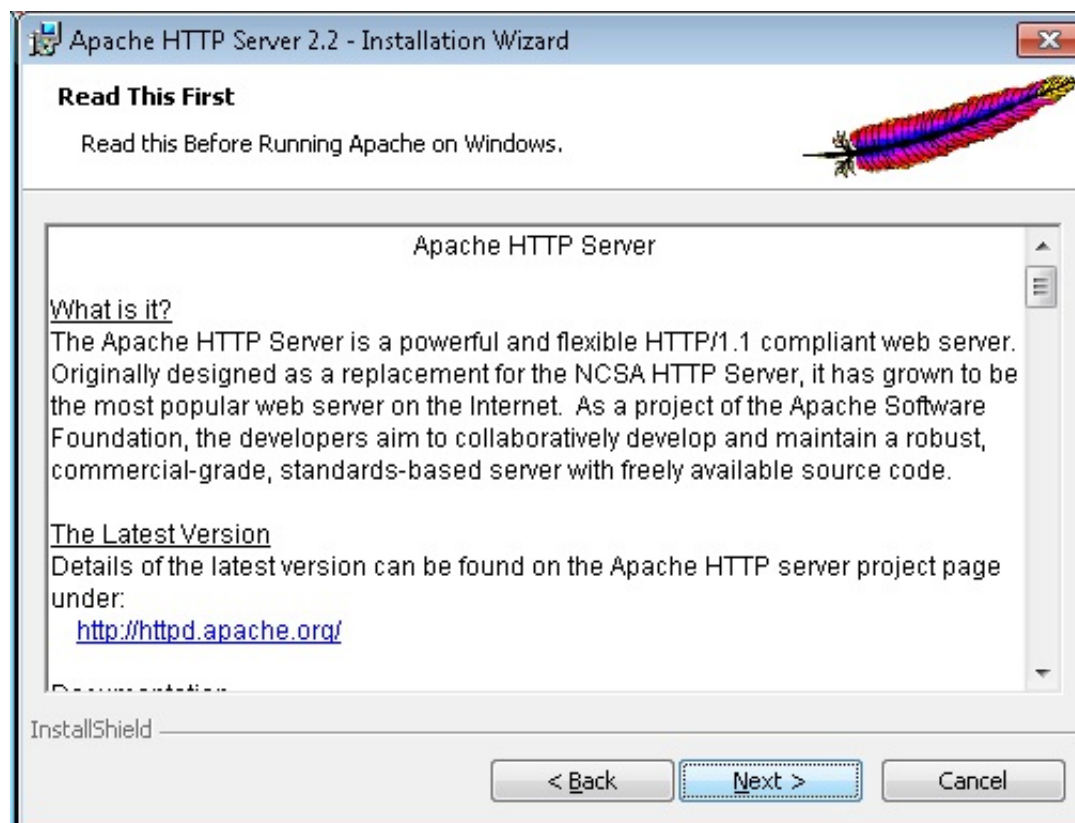 Apache HTTP Server 2.2 - Installation Wizard
Read This First
Read this Before Running Apache on Windows.
Apache HTTP Server
What is it?
The Apache HTTP Server is a powerful and flexible HTTP/1.1 compliant web server.
Originally designed as a replacement for the NCSA HTTP Server, it has grown to be
the most popular web server on the Internet.  As a project of the Apache Software
Foundation, the developers aim to collaboratively develop and maintain a robust,
commercial-grade, standards-based server with freely available source code.
The Latest Version
Details of the latest version can be found on the Apache HTTP server project page
under:
http://httpd.apache.org/
Documentation
InstallShield
< Back
Next >
Cancel